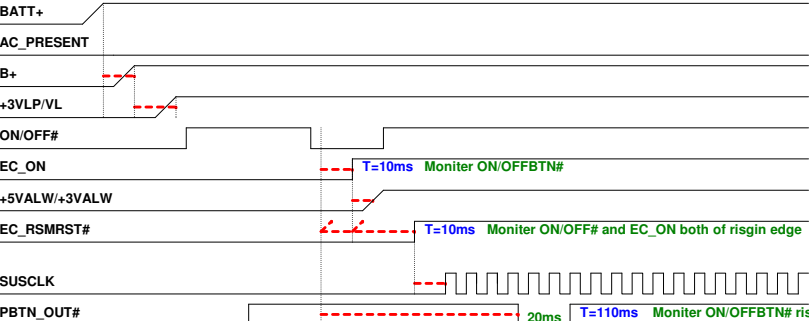 BATT+
AC_PRESENT
B+
+3VLP/VL
ON/OFF#
EC_ON T=10ms Moniter ON/OFFBTN#
+5VALW/+3VALW
EC_RSMRST# T=10ms Moniter ON/OFF# and EC_ON both of risgin edge
SUSCLK
PBTN_OUT# 20ms T=110ms Moniter ON/OFFBTN# ris